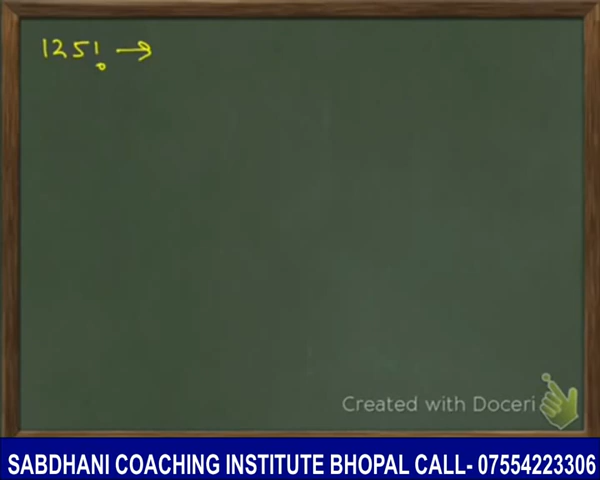 125! →
Created with Doceri
SABDHANI COACHING INSTITUTE BHOPAL CALL- 07554223306